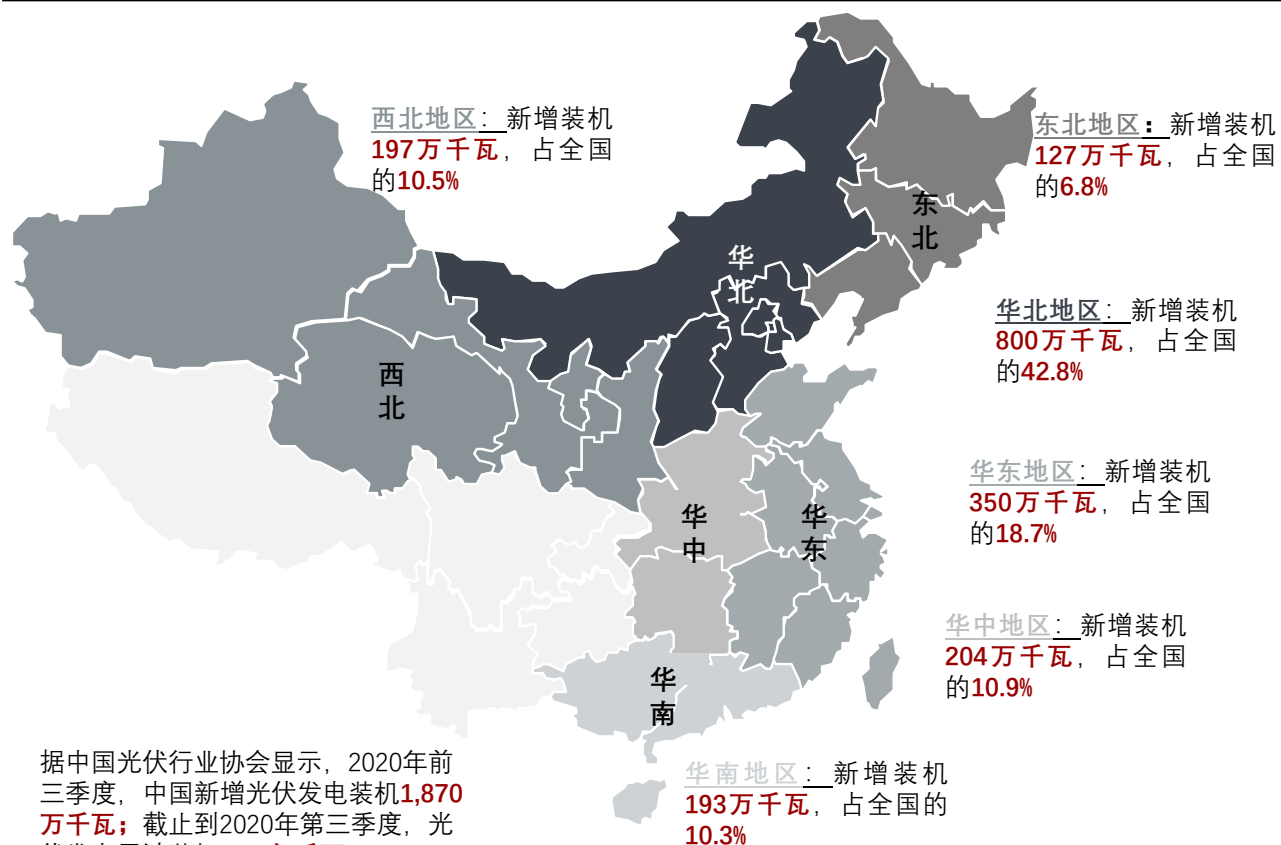 西北地区：新增装机
197万千瓦，占全国
的10.5%
东北地区：新增装机
127万千瓦，占全国
的6.8%
东
北
华
北
华北地区：新增装机
800万千瓦，占全国
的42.8%
西
北
华东地区：新增装机
350万千瓦，占全国
的18.7%
华
中
华
东
华中地区：新增装机
204万千瓦，占全国
的10.9%
华
南
据中国光伏行业协会显示，2020年前
三季度，中国新增光伏发电装机1,870
万千瓦；截止到2020年第三季度，光
华南地区：新增装机
193万千瓦，占全国的
10.3%